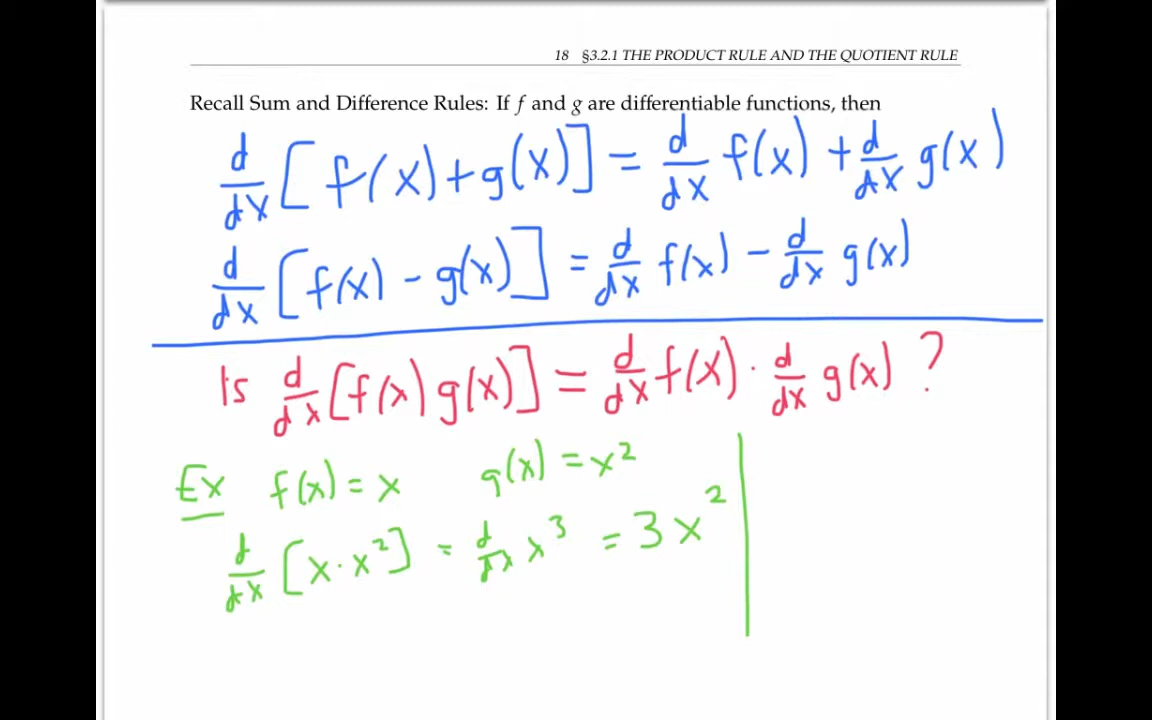 18 §3.2.1 THE PRODUCT RULE AND THE QUOTIENT RULE
Recall Sum and Difference Rules: If f and g are differentiable functions, then
d/dx [f(x) + g(x)] = d/dx f(x) + d/dx g(x)
d/dx [f(x) - g(x)] = d/dx f(x) - d/dx g(x)
Is d/dx [f(x) g(x)] = d/dx f(x) · d/dx g(x) ?
Ex f(x) = x g(x) = x²
d/dx [x · x²] = d/dx x³ = 3x²